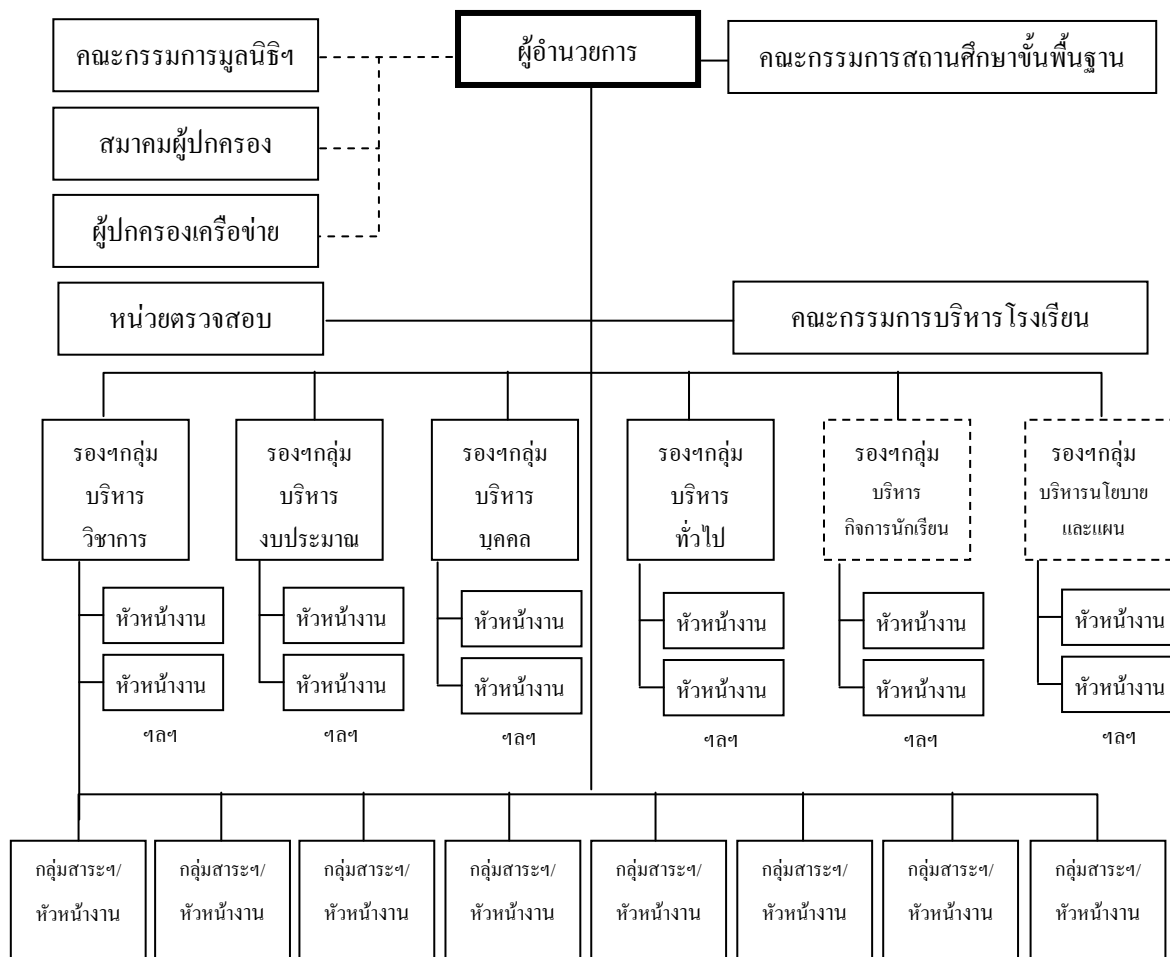 คณะกรรมการมูลนิธิฯ
ผู้อำนวยการ
คณะกรรมการสถานศึกษาขั้นพื้นฐาน
สมาคมผู้ปกครอง
ผู้ปกครองเครือข่าย
หน่วยตรวจสอบ
คณะกรรมการบริหารโรงเรียน
รองฯกลุ่ม
บริหาร
วิชาการ
รองฯกลุ่ม
บริหาร
งบประมาณ
รองฯกลุ่ม
บริหาร
บุคคล
รองฯกลุ่ม
บริหาร
ทั่วไป
รองฯกลุ่ม
บริหาร
กิจการนักเรียน
รองฯกลุ่ม
บริหารนโยบาย
และแผน
หัวหน้างาน
หัวหน้างาน
หัวหน้างาน
หัวหน้างาน
หัวหน้างาน
หัวหน้างาน
หัวหน้างาน
หัวหน้างาน
หัวหน้างาน
หัวหน้างาน
หัวหน้างาน
หัวหน้างาน
ฯลฯ
ฯลฯ
ฯลฯ
ฯลฯ
ฯลฯ
ฯลฯ
กลุ่มสาระฯ/
หัวหน้างาน
กลุ่มสาระฯ/
หัวหน้างาน
กลุ่มสาระฯ/
หัวหน้างาน
กลุ่มสาระฯ/
หัวหน้างาน
กลุ่มสาระฯ/
หัวหน้างาน
กลุ่มสาระฯ/
หัวหน้างาน
กลุ่มสาระฯ/
หัวหน้างาน
กลุ่มสาระฯ/
หัวหน้างาน